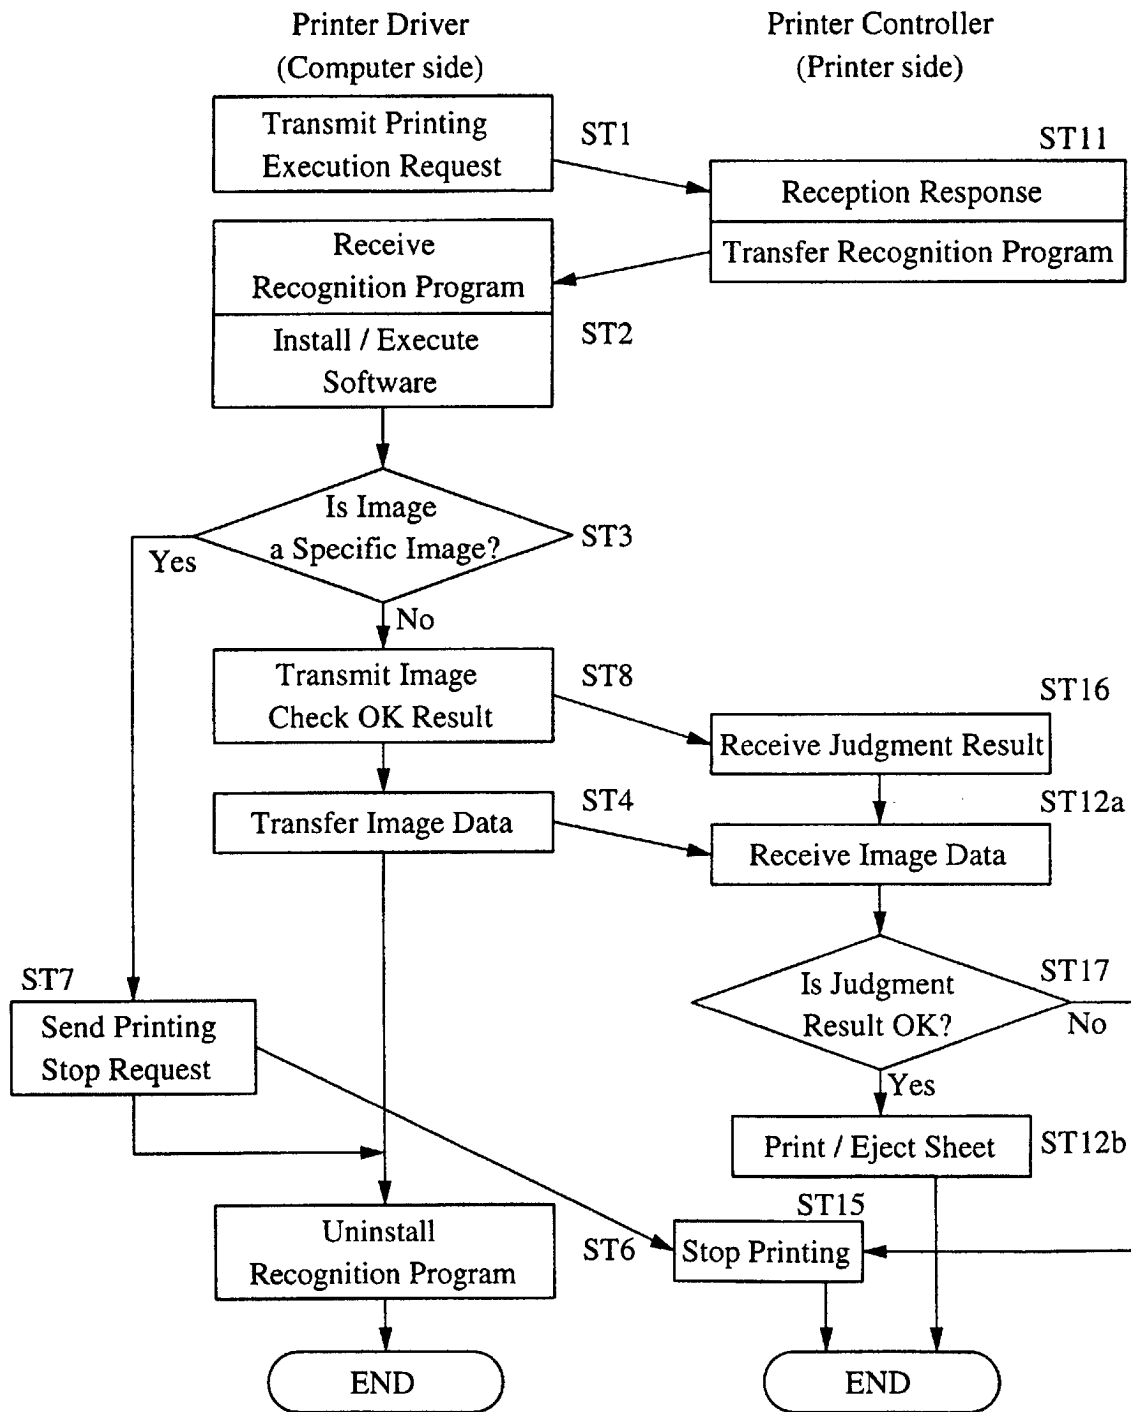 Printer Driver
(Computer side)
Printer Controller
(Printer side)
Transmit Printing
Execution Request
ST1
ST11
Reception Response
Transfer Recognition Program
Receive
Recognition Program
Install / Execute
Software
ST2
Is Image
a Specific Image?
ST3
Yes
No
Transmit Image
Check OK Result
ST8
ST16
Receive Judgment Result
Transfer Image Data
ST4
ST12a
Receive Image Data
ST7
Send Printing
Stop Request
Is Judgment
Result OK?
ST17
No
Yes
Print / Eject Sheet
ST12b
ST15
Stop Printing
Uninstall
Recognition Program
ST6
END
END